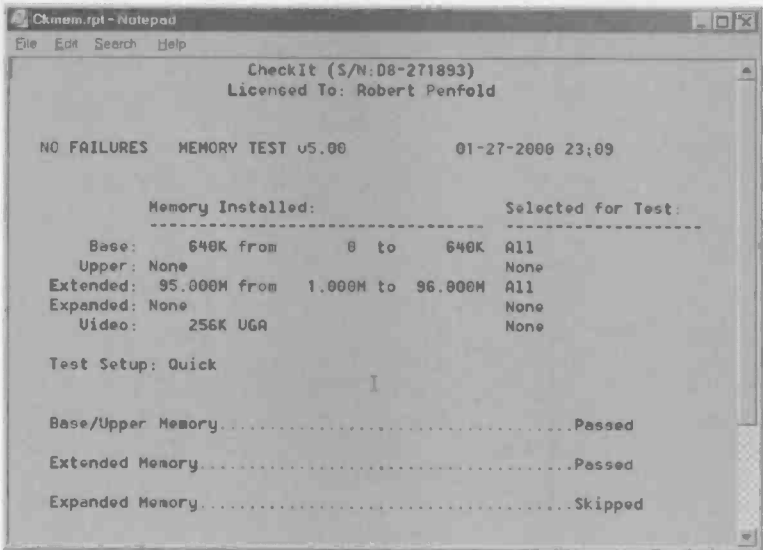 Ckmem.rpt - Notepad
File Edit Search Help
CheckIt (S/N:D8-271893)
Licensed To: Robert Penfold
NO FAILURES MEMORY TEST v5.00 01-27-2000 23:09
Memory Installed: Selected for Test:
Base: 640K from 0 to 640K All
Upper: None None
Extended: 95.000M from 1.000M to 96.000M All
Expanded: None None
Video: 256K VGA None
Test Setup: Quick
Base/Upper Memory........................................Passed
Extended Memory..........................................Passed
Expanded Memory..........................................Skipped